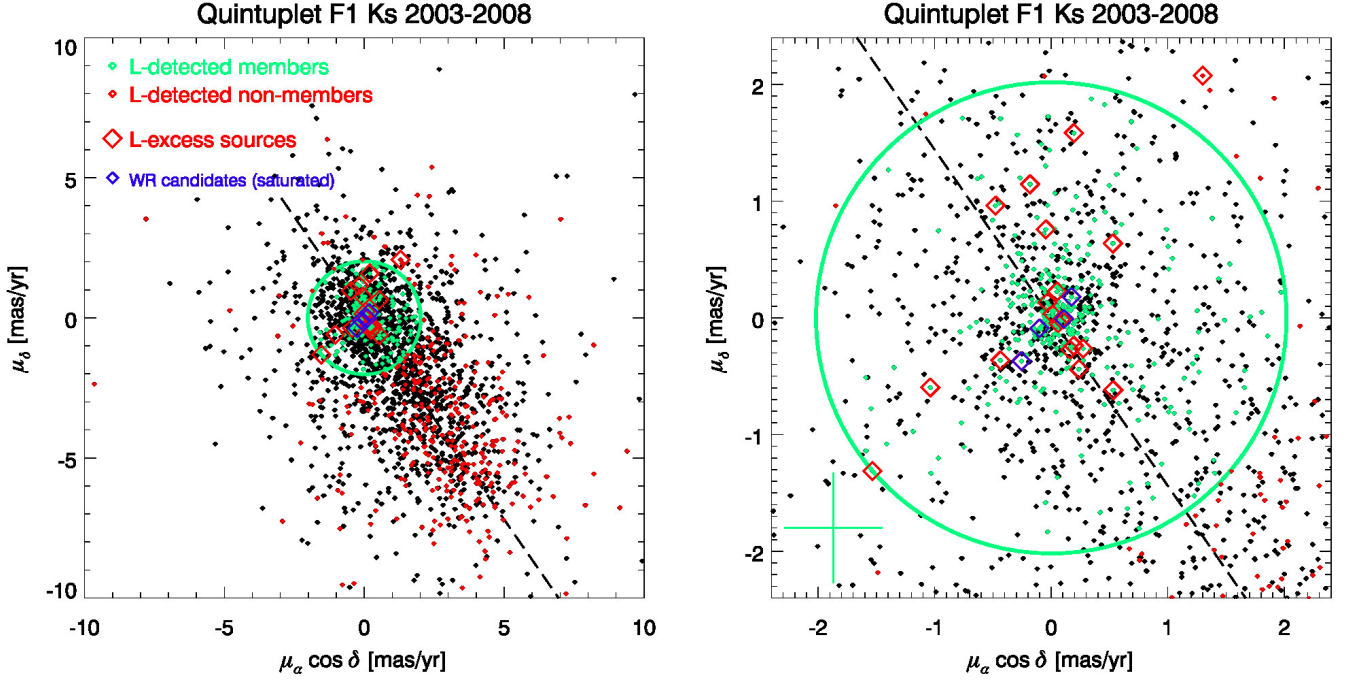 Quintuplet F1 Ks 2003-2008
10
5
0
-5
-10
-10
-5
0
5
10
μδ [mas/yr]
μα cos δ [mas/yr]
L-detected members
L-detected non-members
L-excess sources
WR candidates (saturated)
Quintuplet F1 Ks 2003-2008
2
1
0
-1
-2
-2
-1
0
1
2
μδ [mas/yr]
μα cos δ [mas/yr]